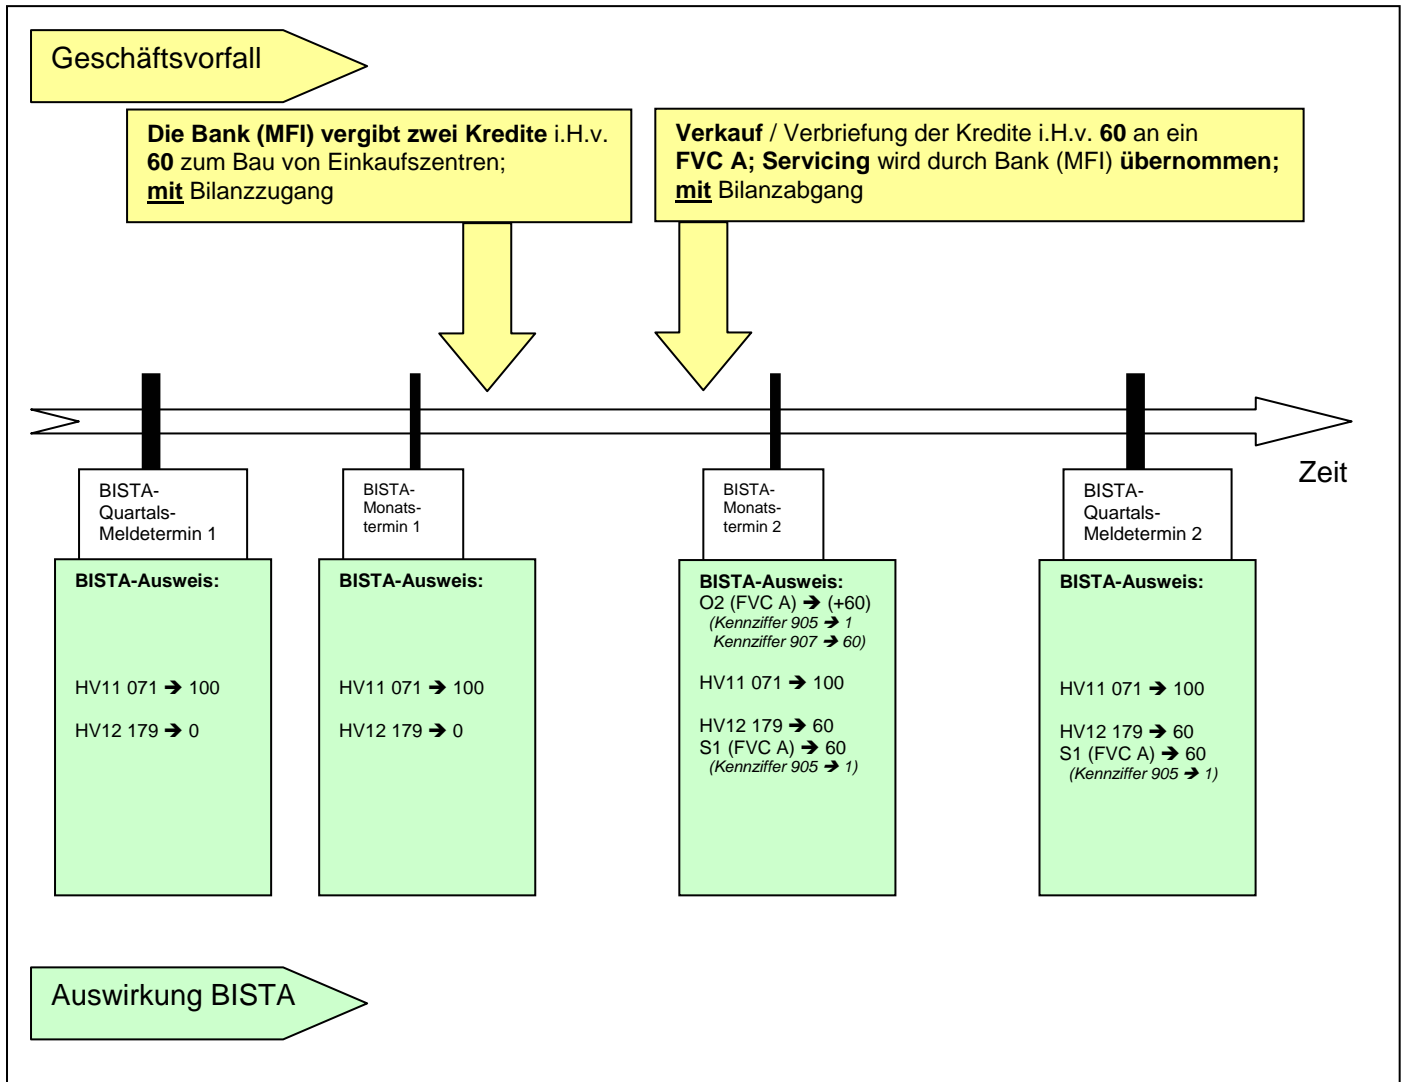 Geschäftsvorfall
Die Bank (MFI) vergibt zwei Kredite i.H.v.
60 zum Bau von Einkaufszentren;
mit Bilanzzugang
Verkauf / Verbriefung der Kredite i.H.v. 60 an ein
FVC A; Servicing wird durch Bank (MFI) übernommen;
mit Bilanzabgang
Zeit
BISTA-
Quartals-
Meldetermin 1
BISTA-
Monats-
termin 1
BISTA-
Monats-
termin 2
BISTA-
Quartals-
Meldetermin 2
BISTA-Ausweis:
HV11 071 ➔ 100
HV12 179 ➔ 0
BISTA-Ausweis:
HV11 071 ➔ 100
HV12 179 ➔ 0
BISTA-Ausweis:
O2 (FVC A) ➔ (+60)
(Kennziffer 905 ➔ 1
Kennziffer 907 ➔ 60)
HV11 071 ➔ 100
HV12 179 ➔ 60
S1 (FVC A) ➔ 60
(Kennziffer 905 ➔ 1)
BISTA-Ausweis:
HV11 071 ➔ 100
HV12 179 ➔ 60
S1 (FVC A) ➔ 60
(Kennziffer 905 ➔ 1)
Auswirkung BISTA